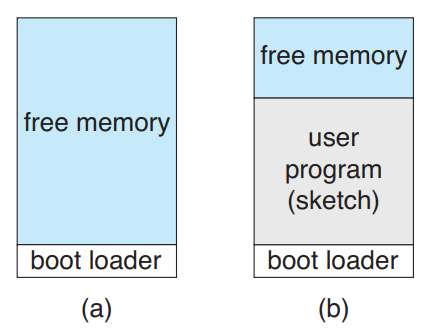 free memory
boot loader
(a)
free memory
user
program
(sketch)
boot loader
(b)